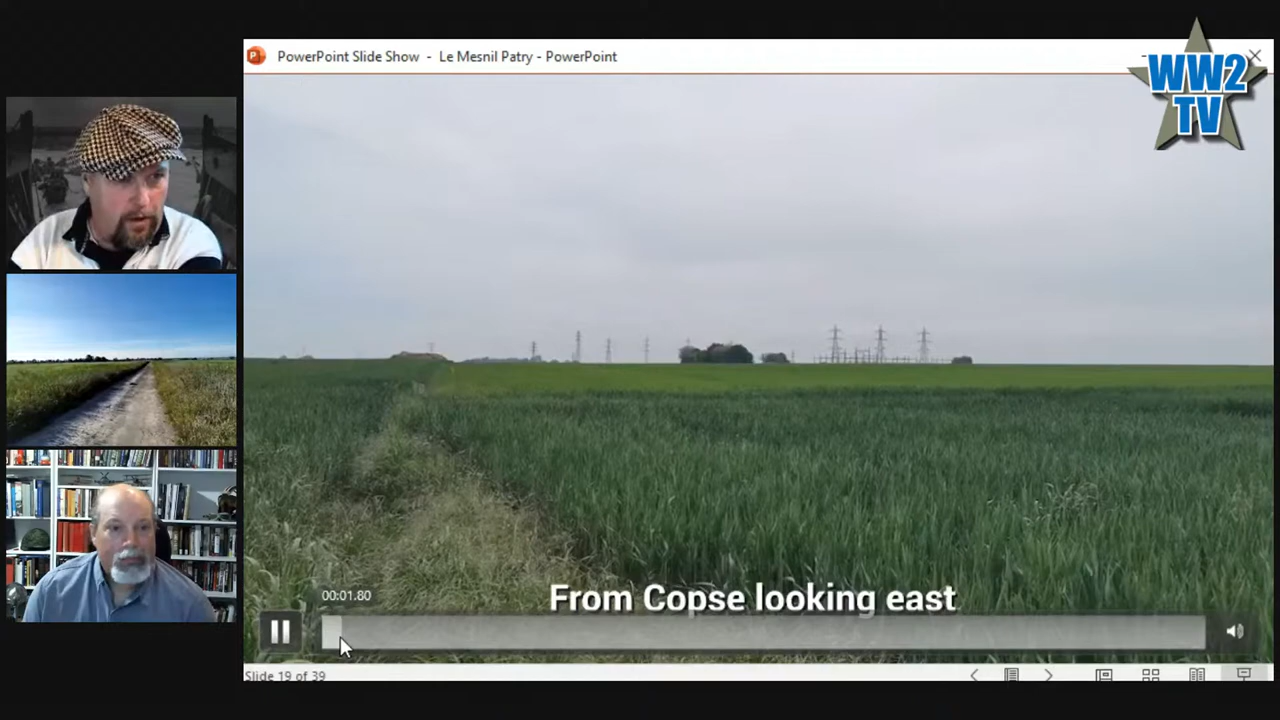 PowerPoint Slide Show - Le Mesnil Patry - PowerPoint
WW2
TV
00:01.80
From Copse looking east
Slide 19 of 39